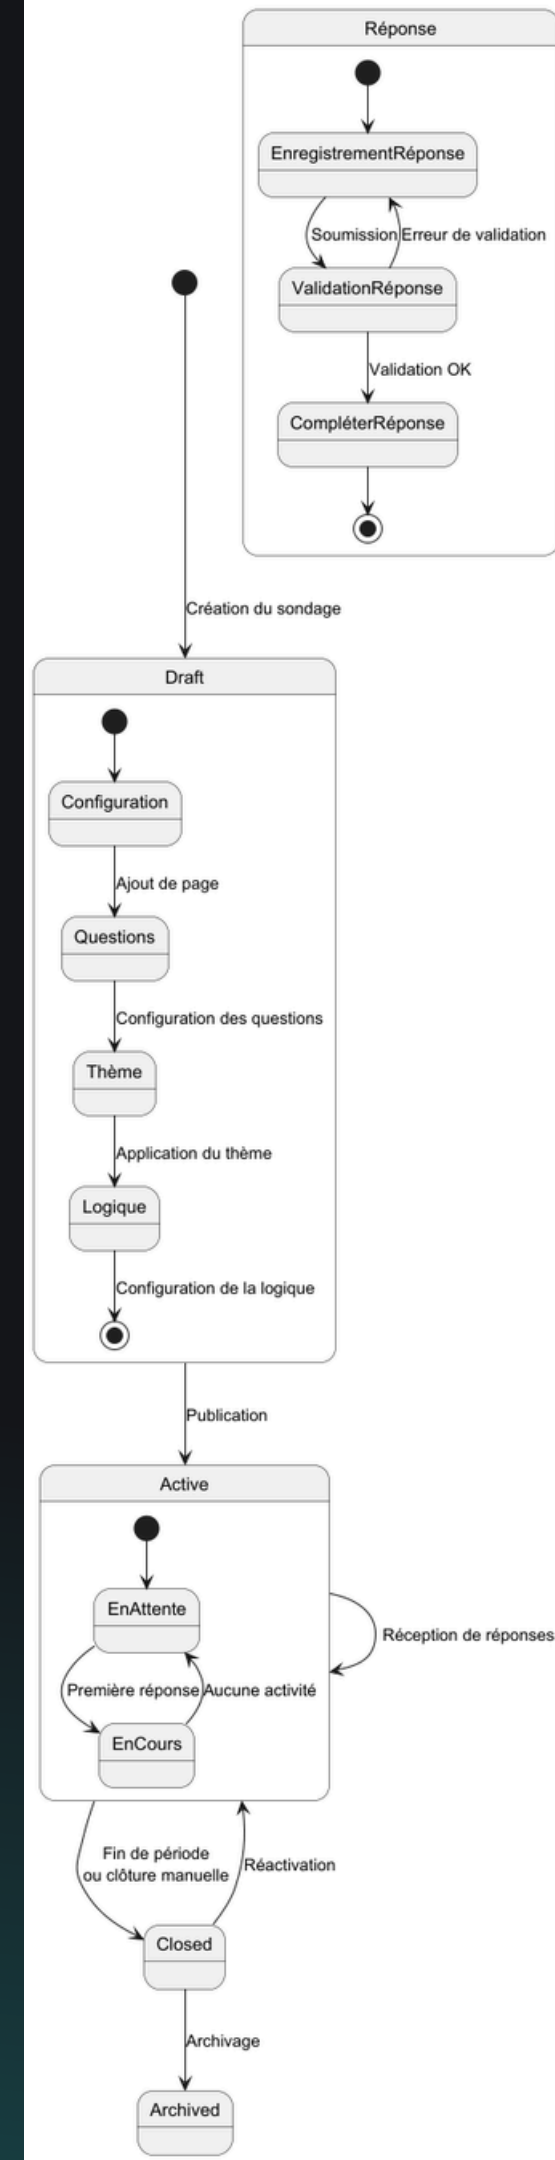 Réponse
EnregistrementRéponse
Soumission
Erreur de validation
ValidationRéponse
Validation OK
CompléterRéponse
Création du sondage
Draft
Configuration
Ajout de page
Questions
Configuration des questions
Thème
Application du thème
Logique
Configuration de la logique
Publication
Active
EnAttente
Réception de réponses
Première réponse
Aucune activité
EnCours
Fin de période
ou clôture manuelle
Réactivation
Closed
Archivage
Archived